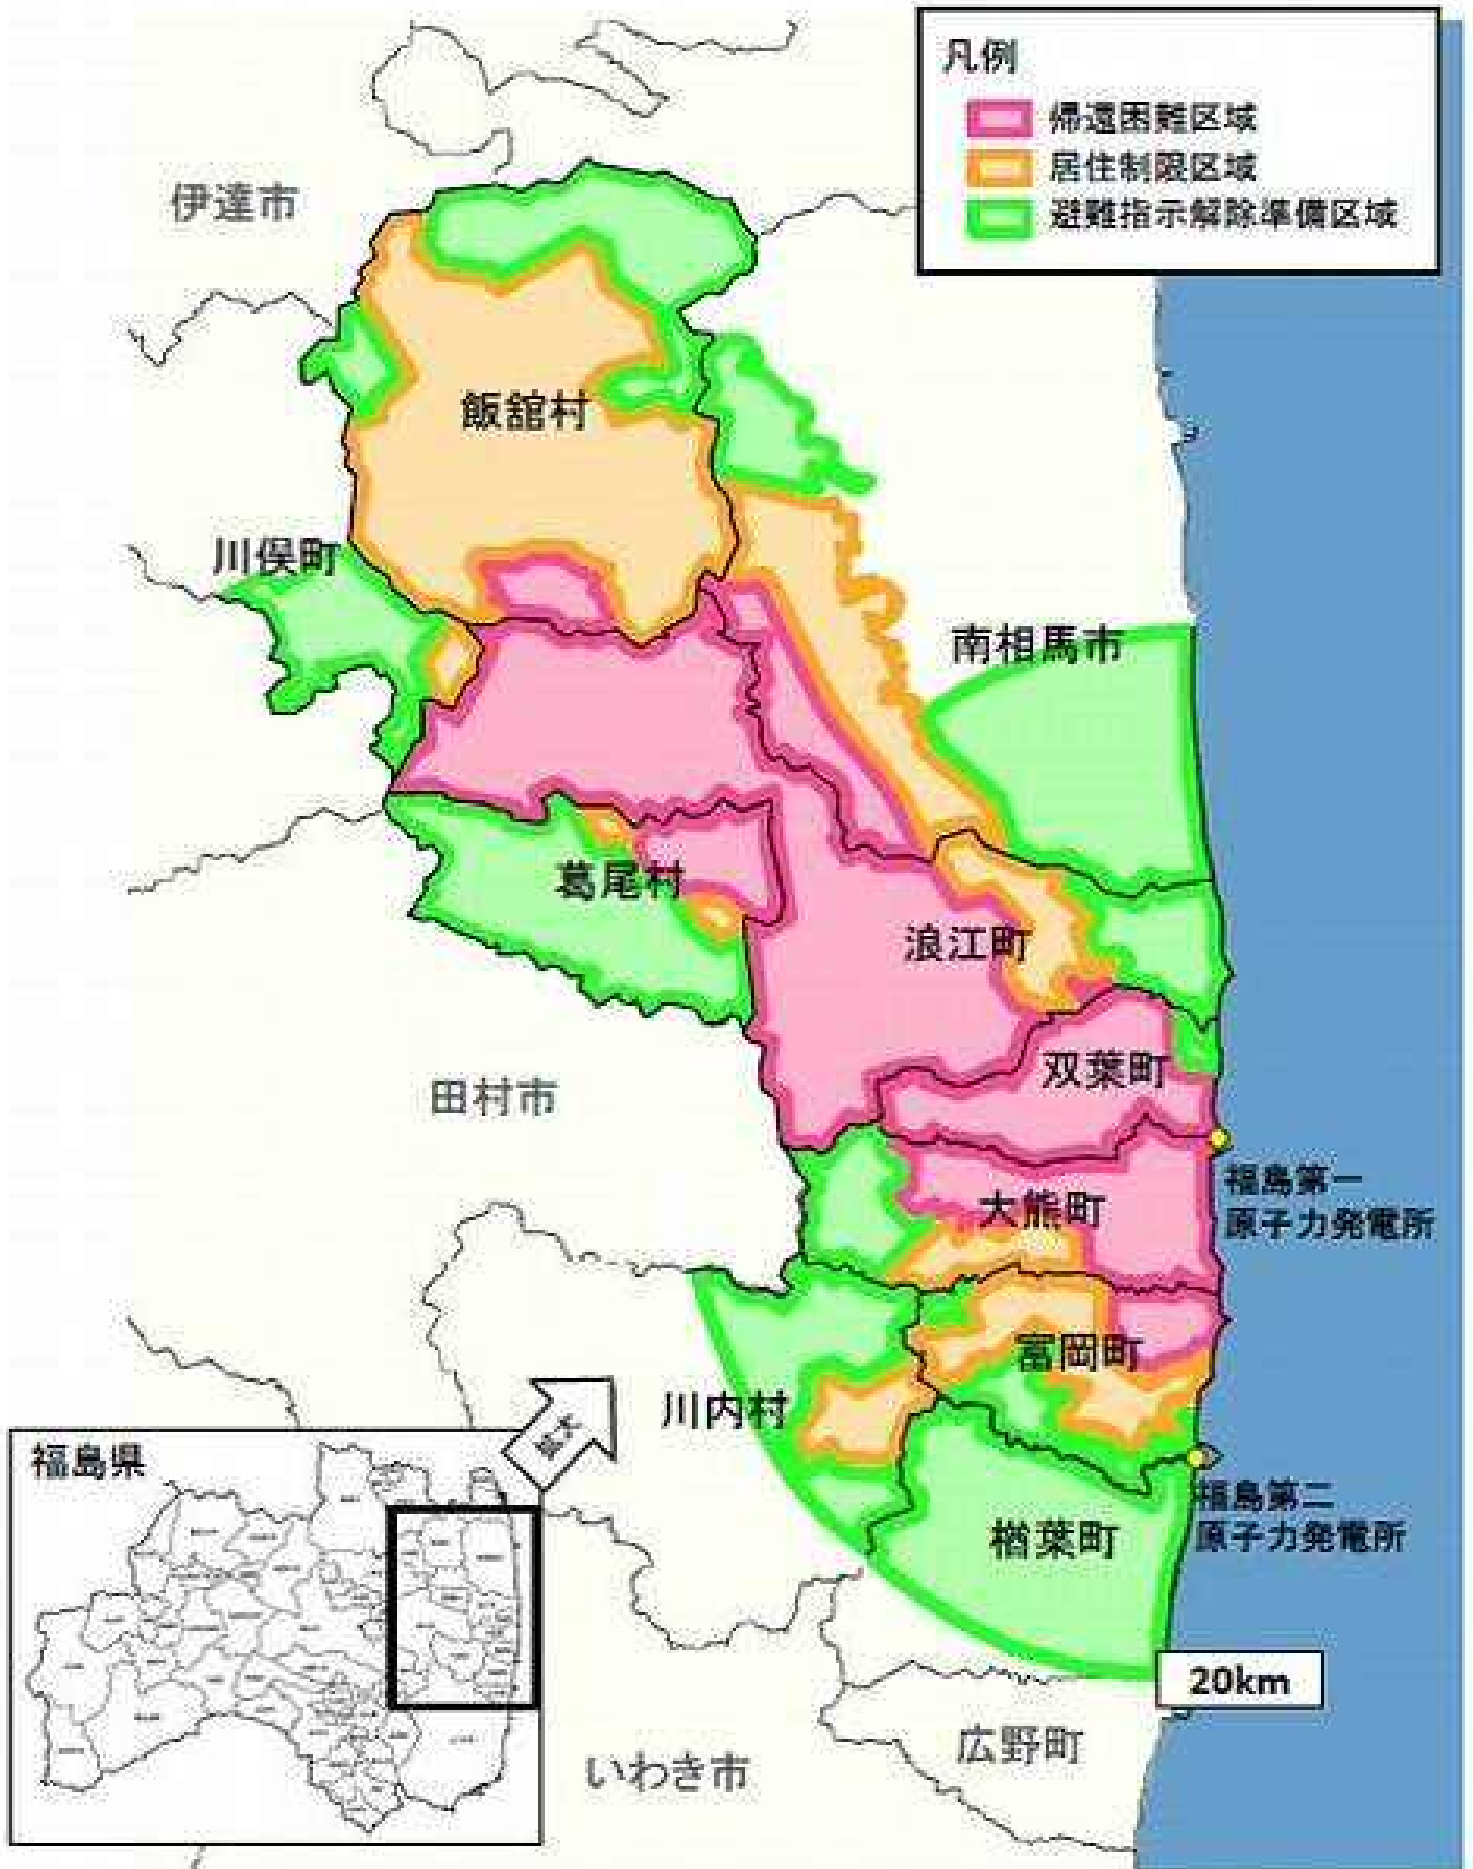 凡例
帰還困難区域
居住制限区域
避難指示解除準備区域
伊達市
飯舘村
川俣町
南相馬市
葛尾村
浪江町
双葉町
田村市
福島第一
原子力発電所
大熊町
富岡町
川内村
拡大
福島県
福島第二
原子力発電所
楢葉町
20km
広野町
いわき市